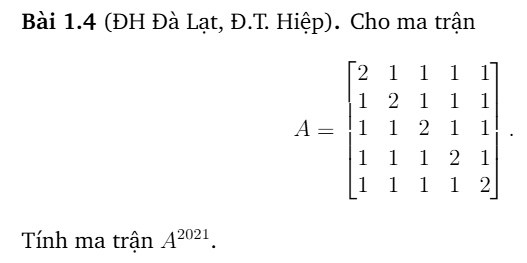 Bài 1.4 (ĐH Đà Lạt, Đ.T. Hiệp). Cho ma trận
2 1 1 1 1
1 2 1 1 1
A = 1 1 2 1 1 .
1 1 1 2 1
1 1 1 1 2
Tính ma trận A^2021.